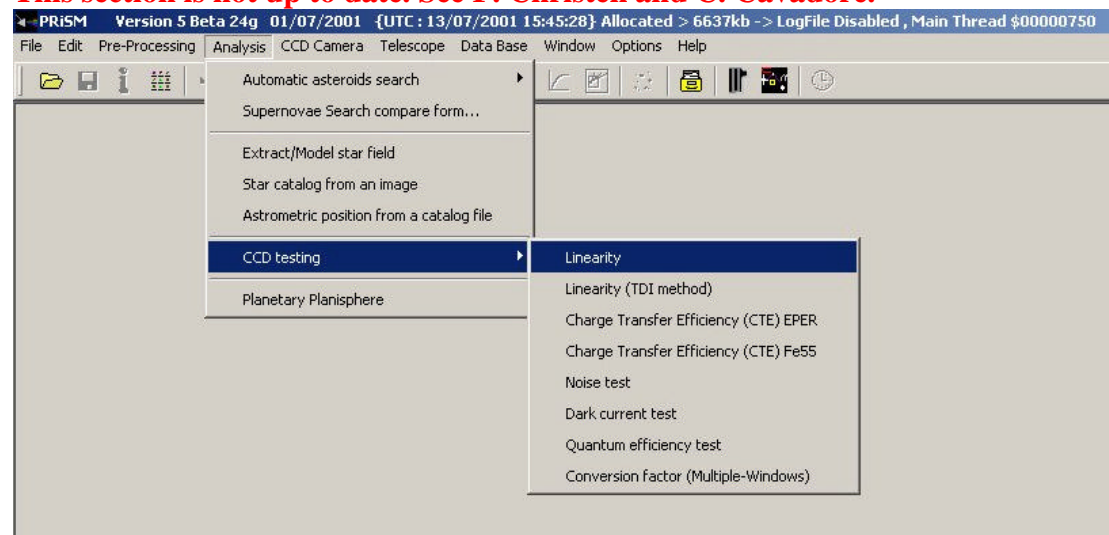 This section is not up to date. See F. Christen and C. Cavadore.
PRiSM Version 5 Beta 24g 01/07/2001 {UTC : 13/07/2001 15:45:28} Allocated > 6637kb -> LogFile Disabled , Main Thread $00000750
File Edit Pre-Processing Analysis CCD Camera Telescope Data Base Window Options Help
Automatic asteroids search
Supernovae Search compare form...
Extract/Model star field
Star catalog from an image
Astrometric position from a catalog file
CCD testing
Planetary Planisphere
Linearity
Linearity (TDI method)
Charge Transfer Efficiency (CTE) EPER
Charge Transfer Efficiency (CTE) Fe55
Noise test
Dark current test
Quantum efficiency test
Conversion factor (Multiple-Windows)